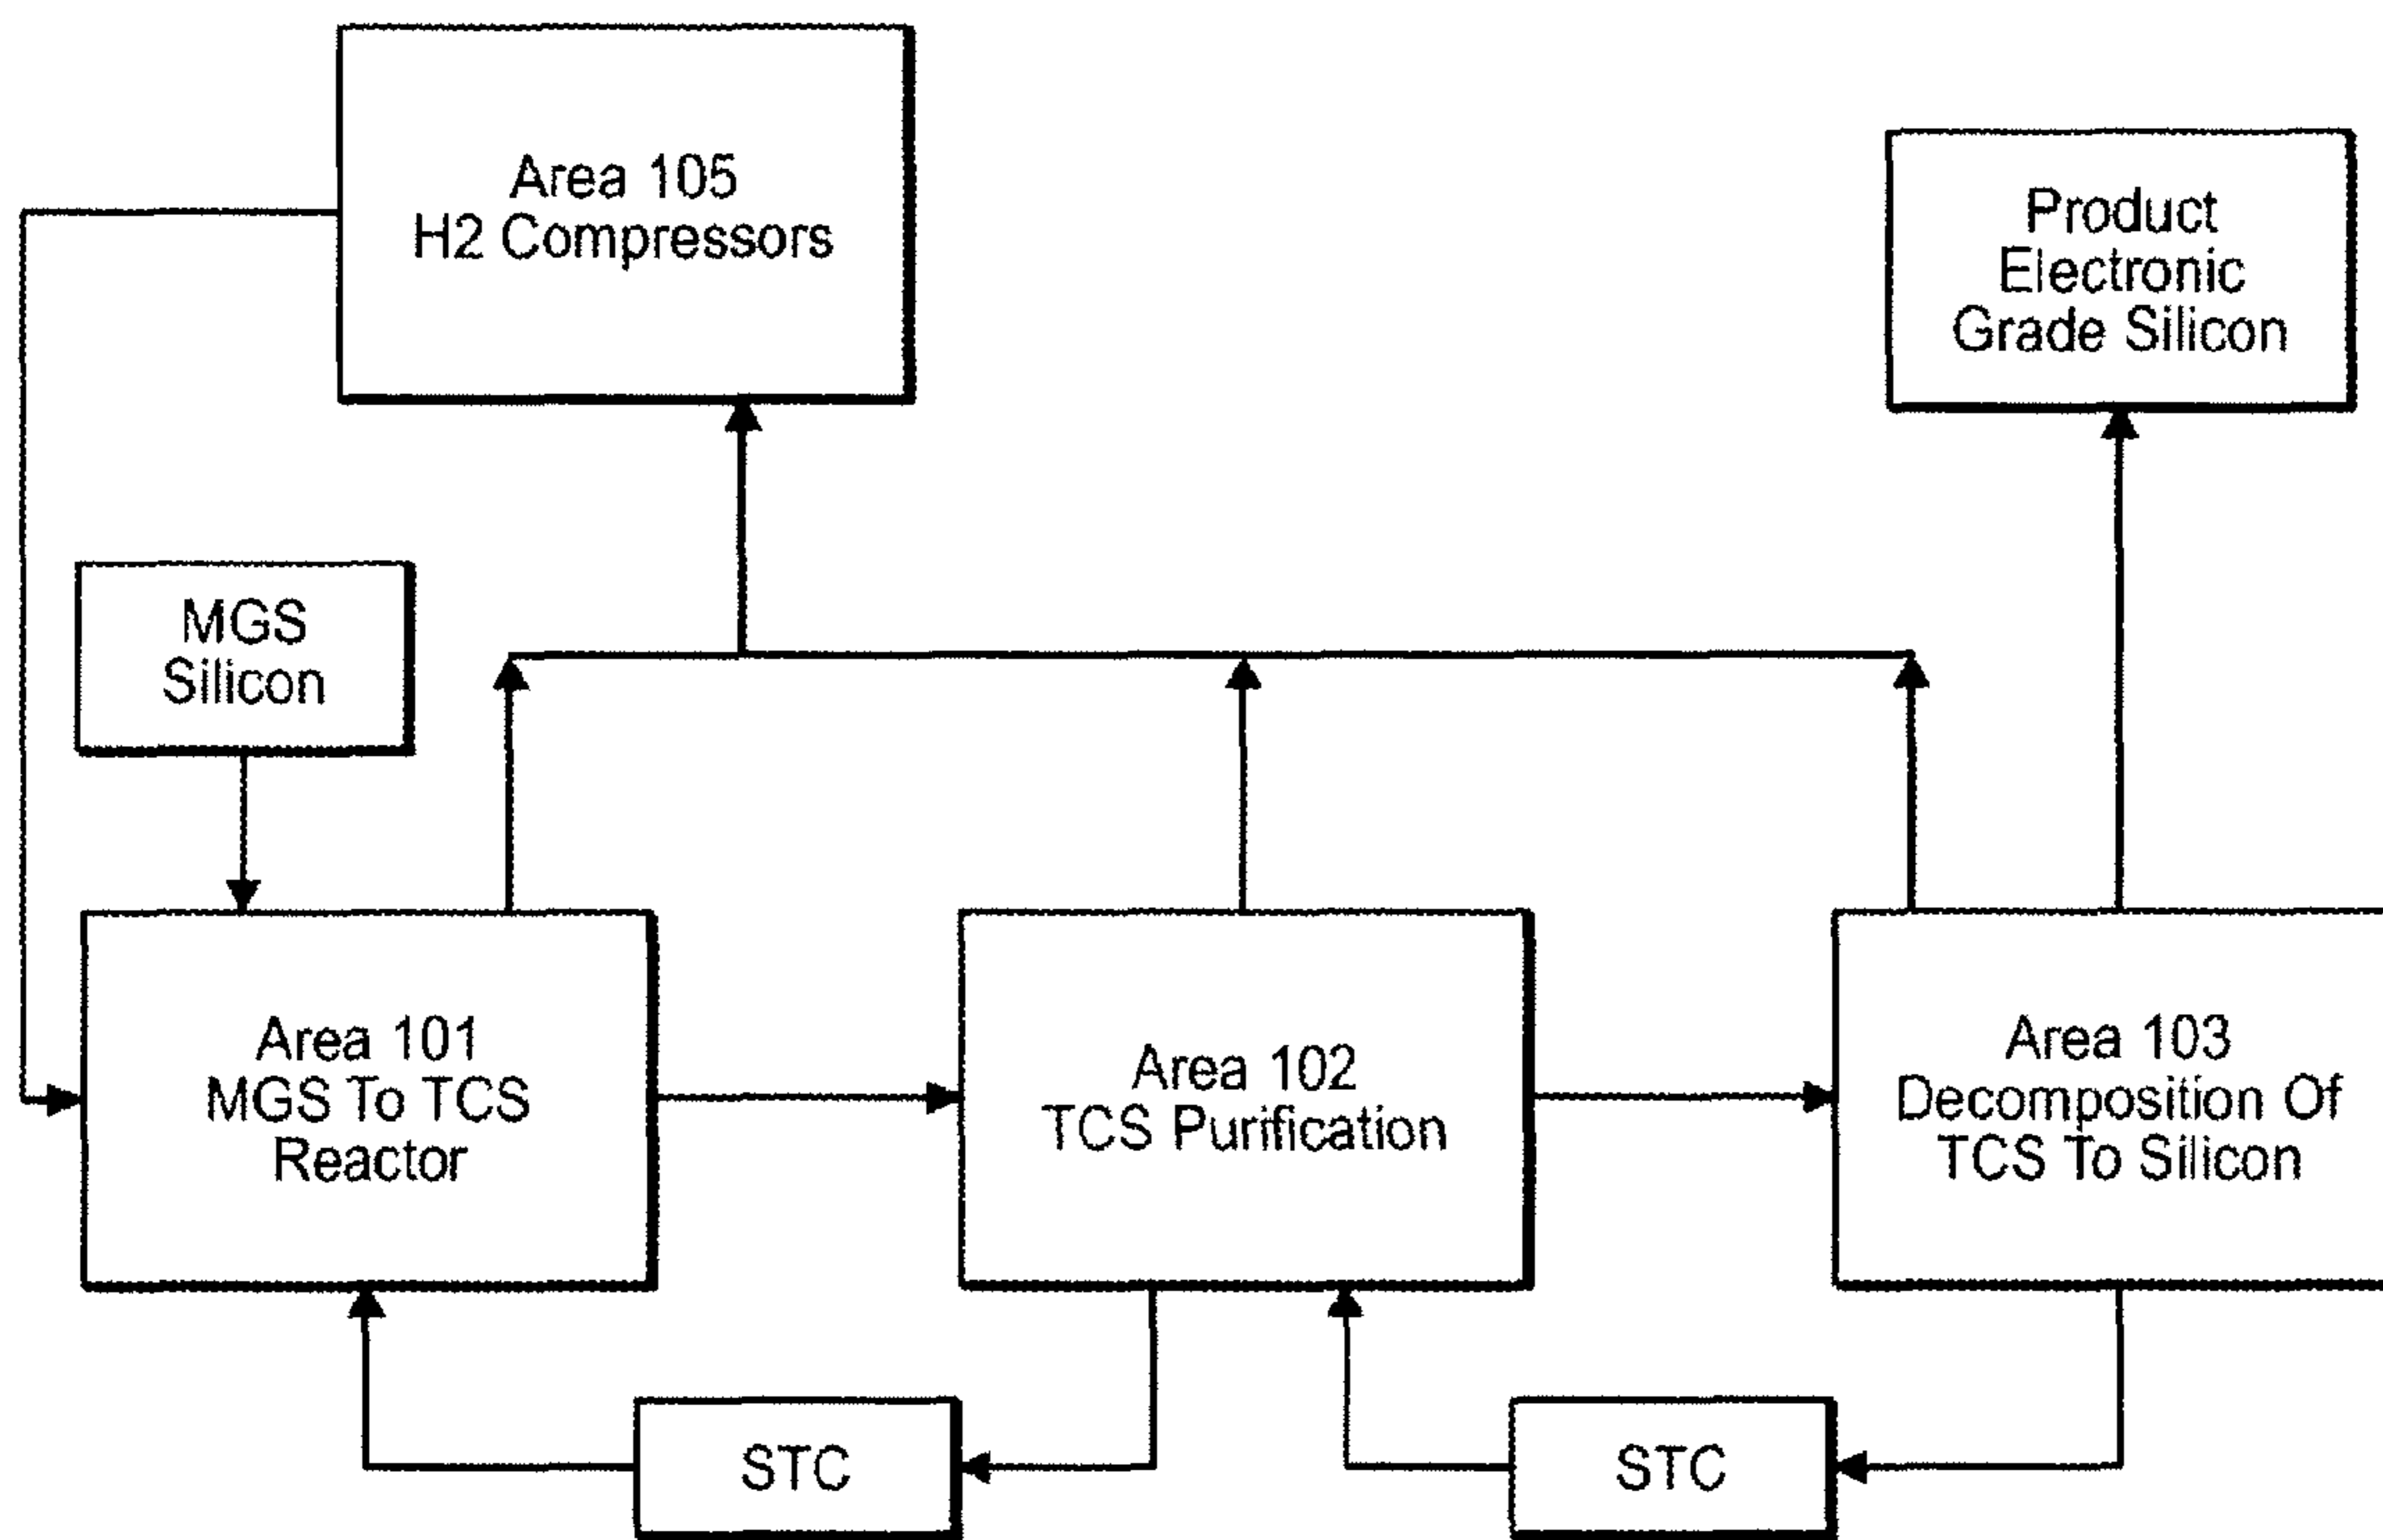 Area 105
H2 Compressors
Product
Electronic
Grade Silicon
MGS
Silicon
Area 101
MGS To TCS
Reactor
Area 102
TCS Purification
Area 103
Decomposition Of
TCS To Silicon
STC
STC